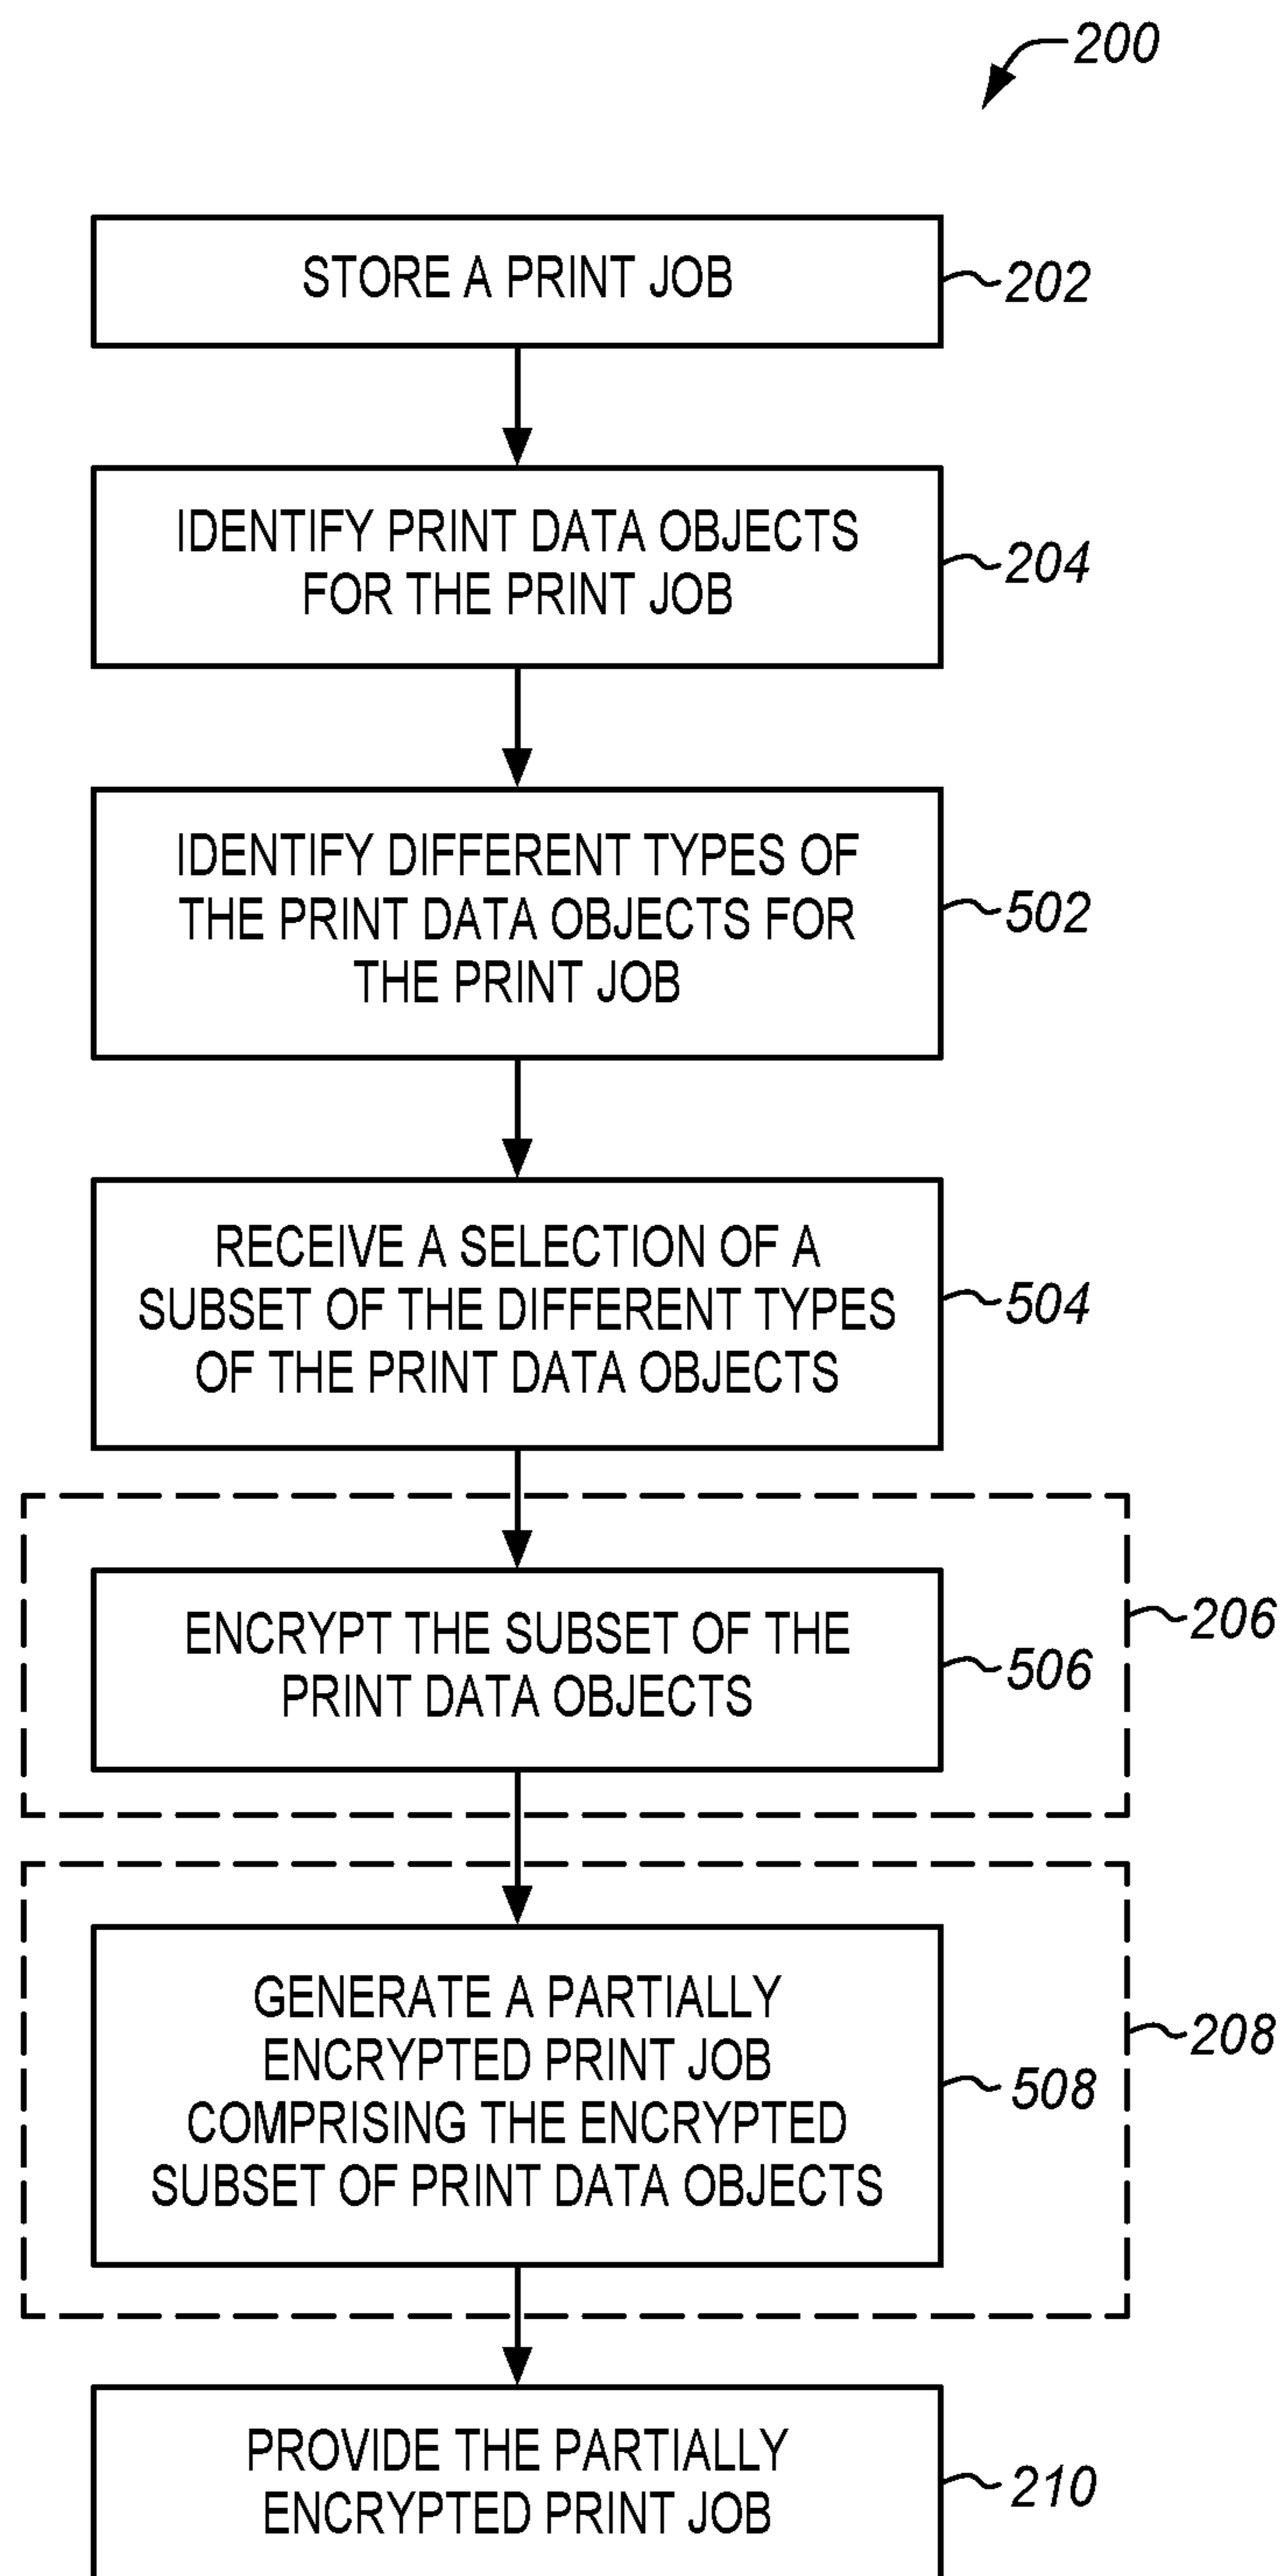 200
STORE A PRINT JOB
202
IDENTIFY PRINT DATA OBJECTS
FOR THE PRINT JOB
204
IDENTIFY DIFFERENT TYPES OF
THE PRINT DATA OBJECTS FOR
THE PRINT JOB
502
RECEIVE A SELECTION OF A
SUBSET OF THE DIFFERENT TYPES
OF THE PRINT DATA OBJECTS
504
ENCRYPT THE SUBSET OF THE
PRINT DATA OBJECTS
506
206
GENERATE A PARTIALLY
ENCRYPTED PRINT JOB
COMPRISING THE ENCRYPTED
SUBSET OF PRINT DATA OBJECTS
508
208
PROVIDE THE PARTIALLY
ENCRYPTED PRINT JOB
210